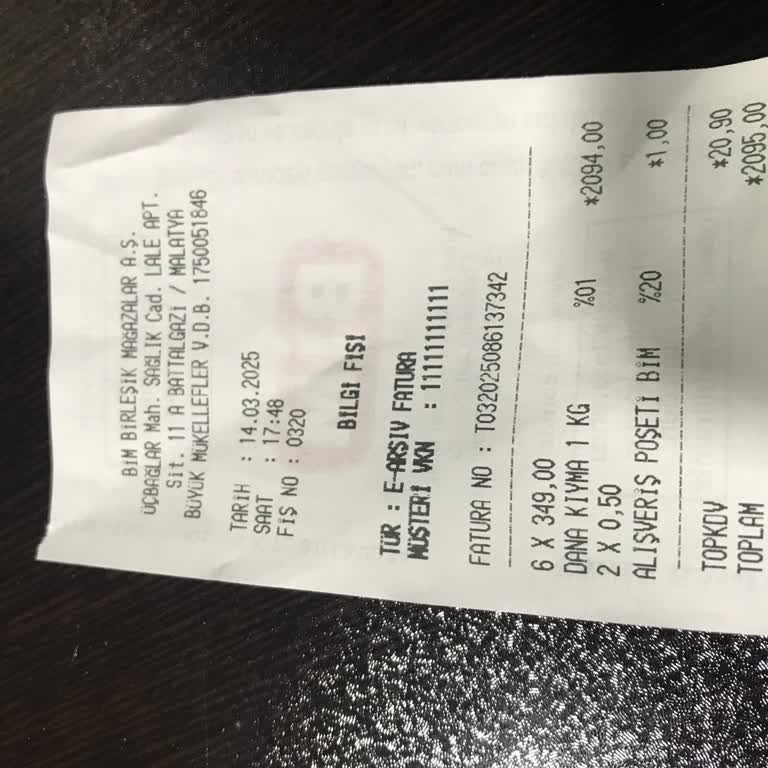 BİM BİRLEŞİK MAGAZALAR A.Ş.
ÜÇBAĞLAR Mah. SAĞLIK Cad. LALE APT.
Sit. 11 A BATTALGAZİ / MALATYA
BÜYÜK MÜKELLEFLER V.D.B. 1750051846
TARİH : 14.03.2025
SAAT : 17:48
FİŞ NO : 0320
BİLGİ FİŞİ
TÜR : E-ARŞİV FATURA
MÜŞTERİ VKN : 11111111111
FATURA NO : T032025086137342
6 X 349,00
DANA KIYMA 1 KG %01 *2094,00
2 X 0,50
ALIŞVERİŞ POŞETİ BİM %20 *1,00
TOPKDV *20,90
TOPLAM *2095,00